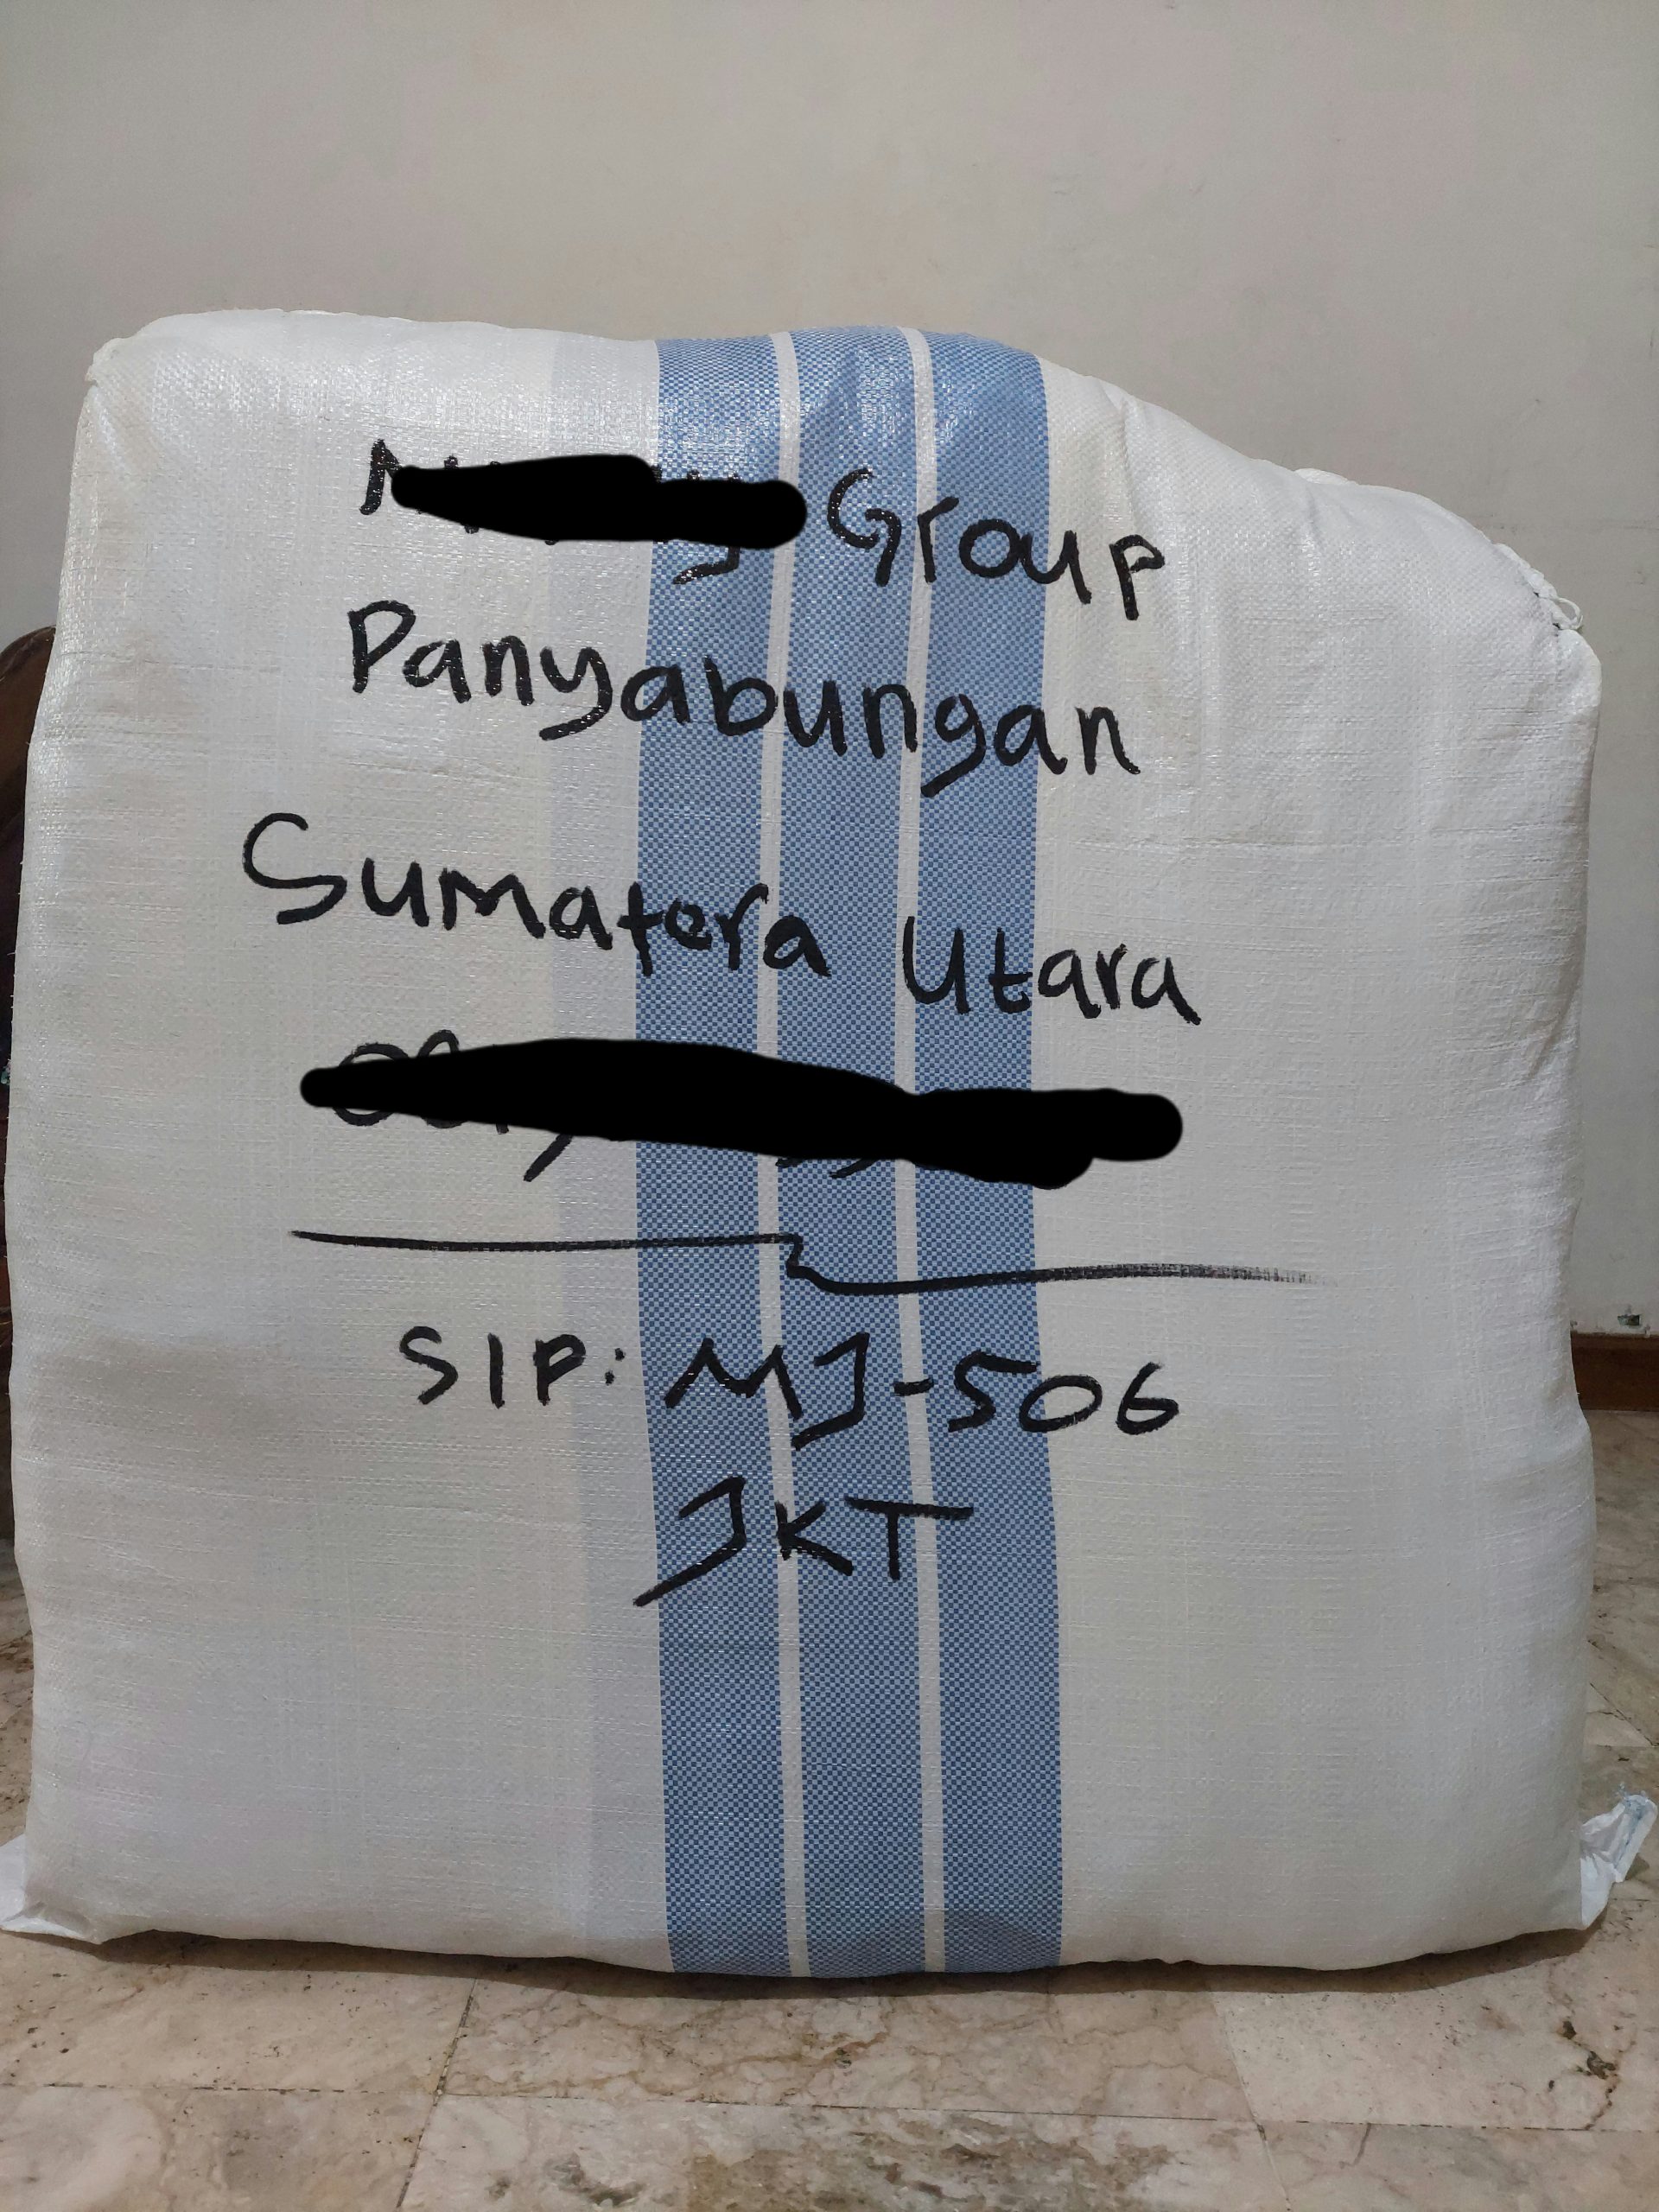 Group
Panyabungan
Sumatera Utara
SIP: MJ-506
JKT